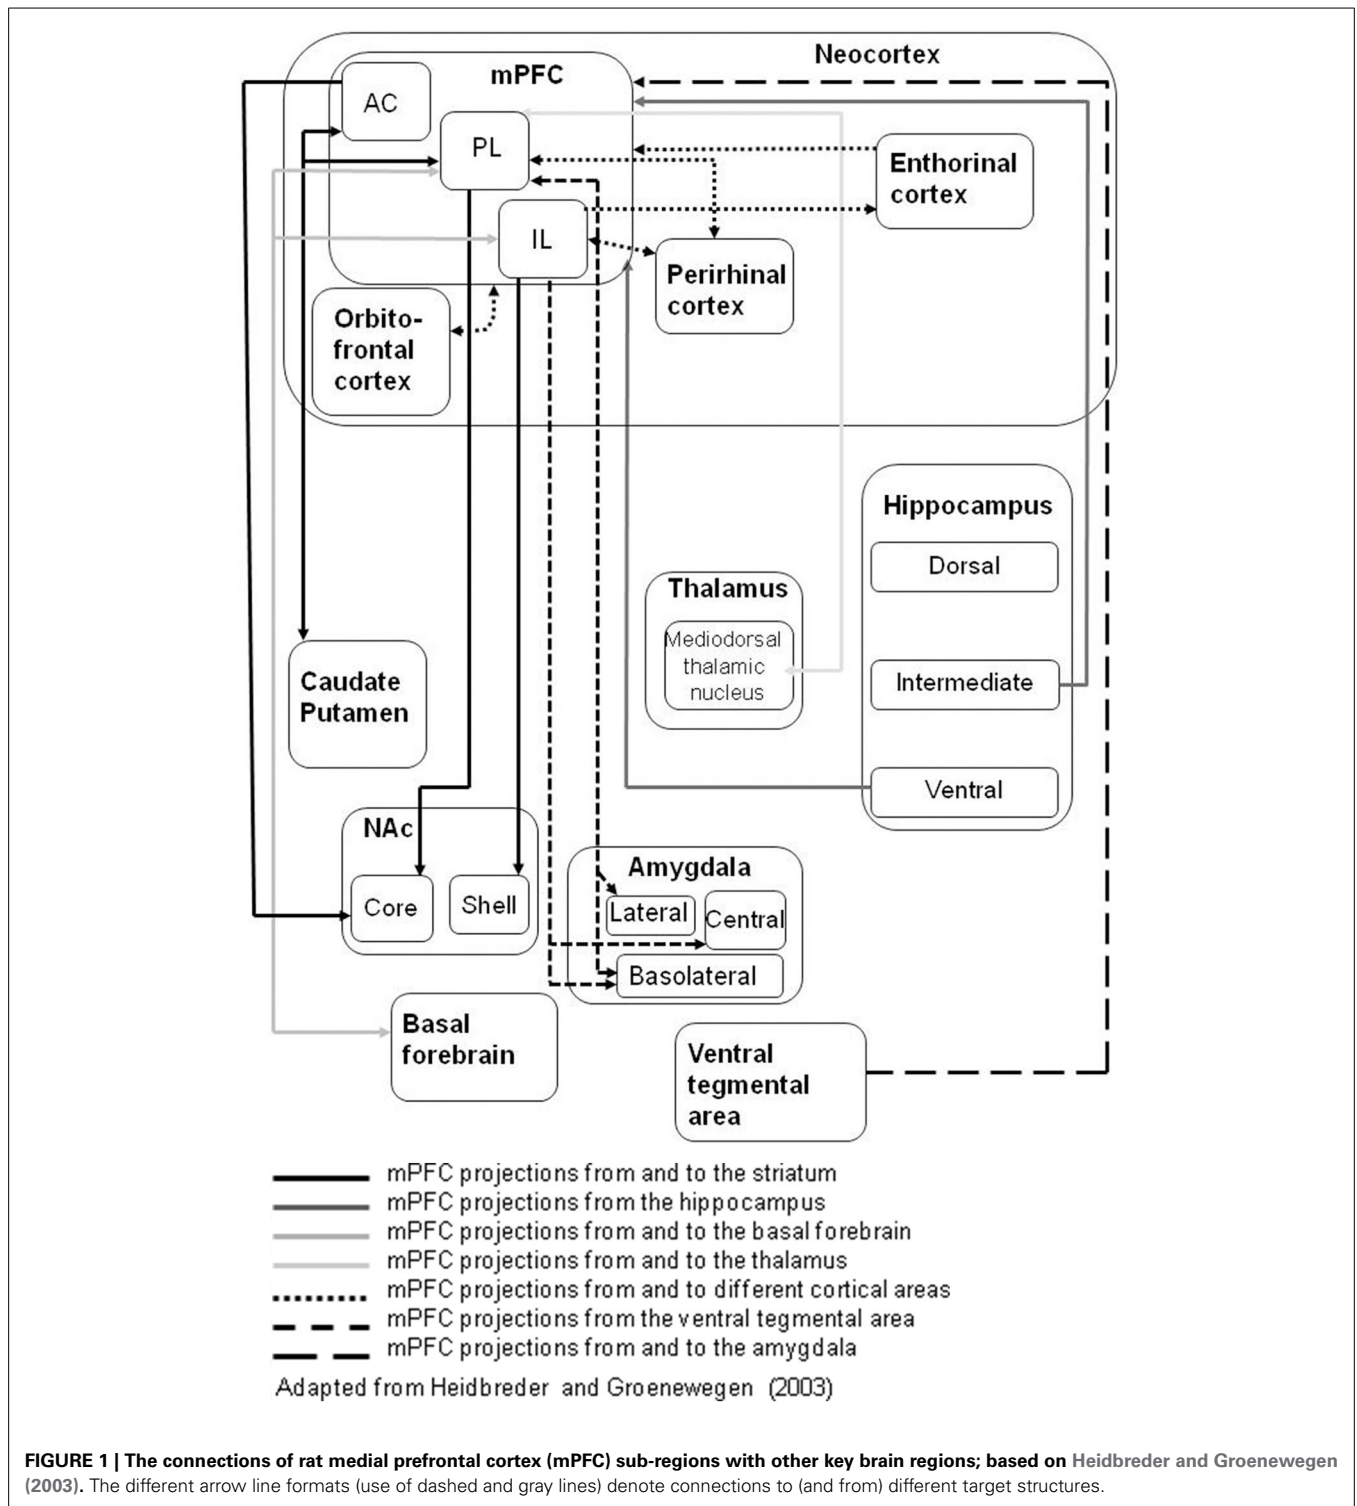 Neocortex
mPFC
AC
PL
IL
Enthorinal
cortex
Perirhinal
cortex
Orbito-
frontal
cortex
Hippocampus
Dorsal
Intermediate
Ventral
Thalamus
Mediodorsal
thalamic
nucleus
Caudate
Putamen
NAc
Core
Shell
Amygdala
Lateral
Central
Basolateral
Basal
forebrain
Ventral
tegmental
area
mPFC projections from and to the striatum
mPFC projections from the hippocampus
mPFC projections from and to the basal forebrain
mPFC projections from and to the thalamus
mPFC projections from and to different cortical areas
mPFC projections from the ventral tegmental area
mPFC projections from and to the amygdala
Adapted from Heidbreder and Groenewegen (2003)
FIGURE 1 | The connections of rat medial prefrontal cortex (mPFC) sub-regions with other key brain regions; based on Heidbreder and Groenewegen
(2003). The different arrow line formats (use of dashed and gray lines) denote connections to (and from) different target structures.